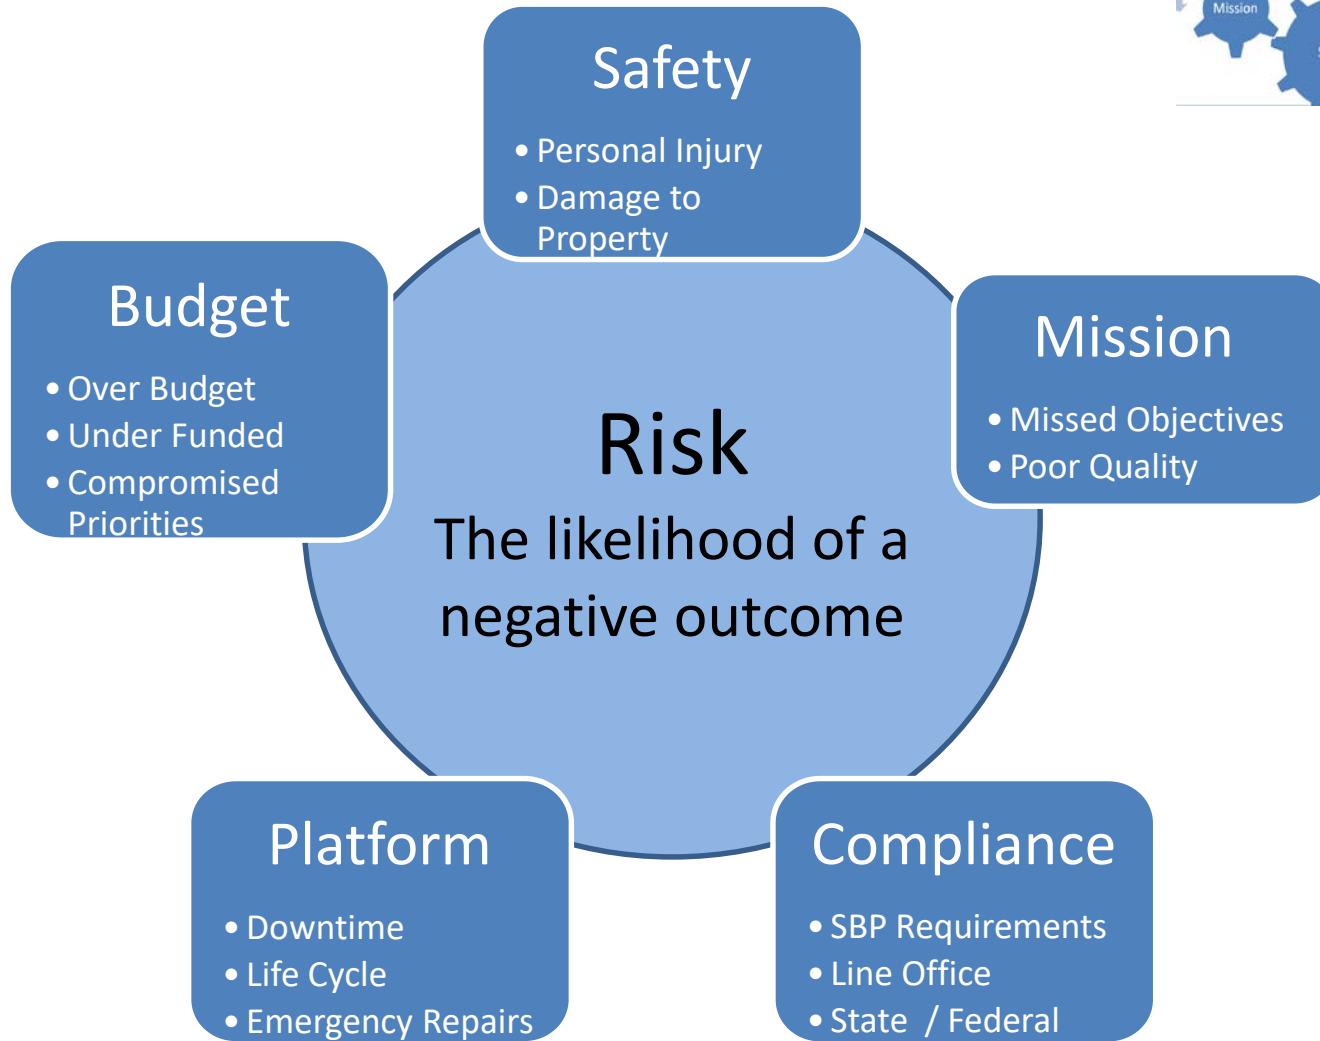 Mission
Safety
• Personal Injury
• Damage to
Property
Budget
• Over Budget
• Under Funded
• Compromised
Priorities
Mission
• Missed Objectives
• Poor Quality
Risk
The likelihood of a
negative outcome
Platform
• Downtime
• Life Cycle
• Emergency Repairs
Compliance
• SBP Requirements
• Line Office
• State / Federal